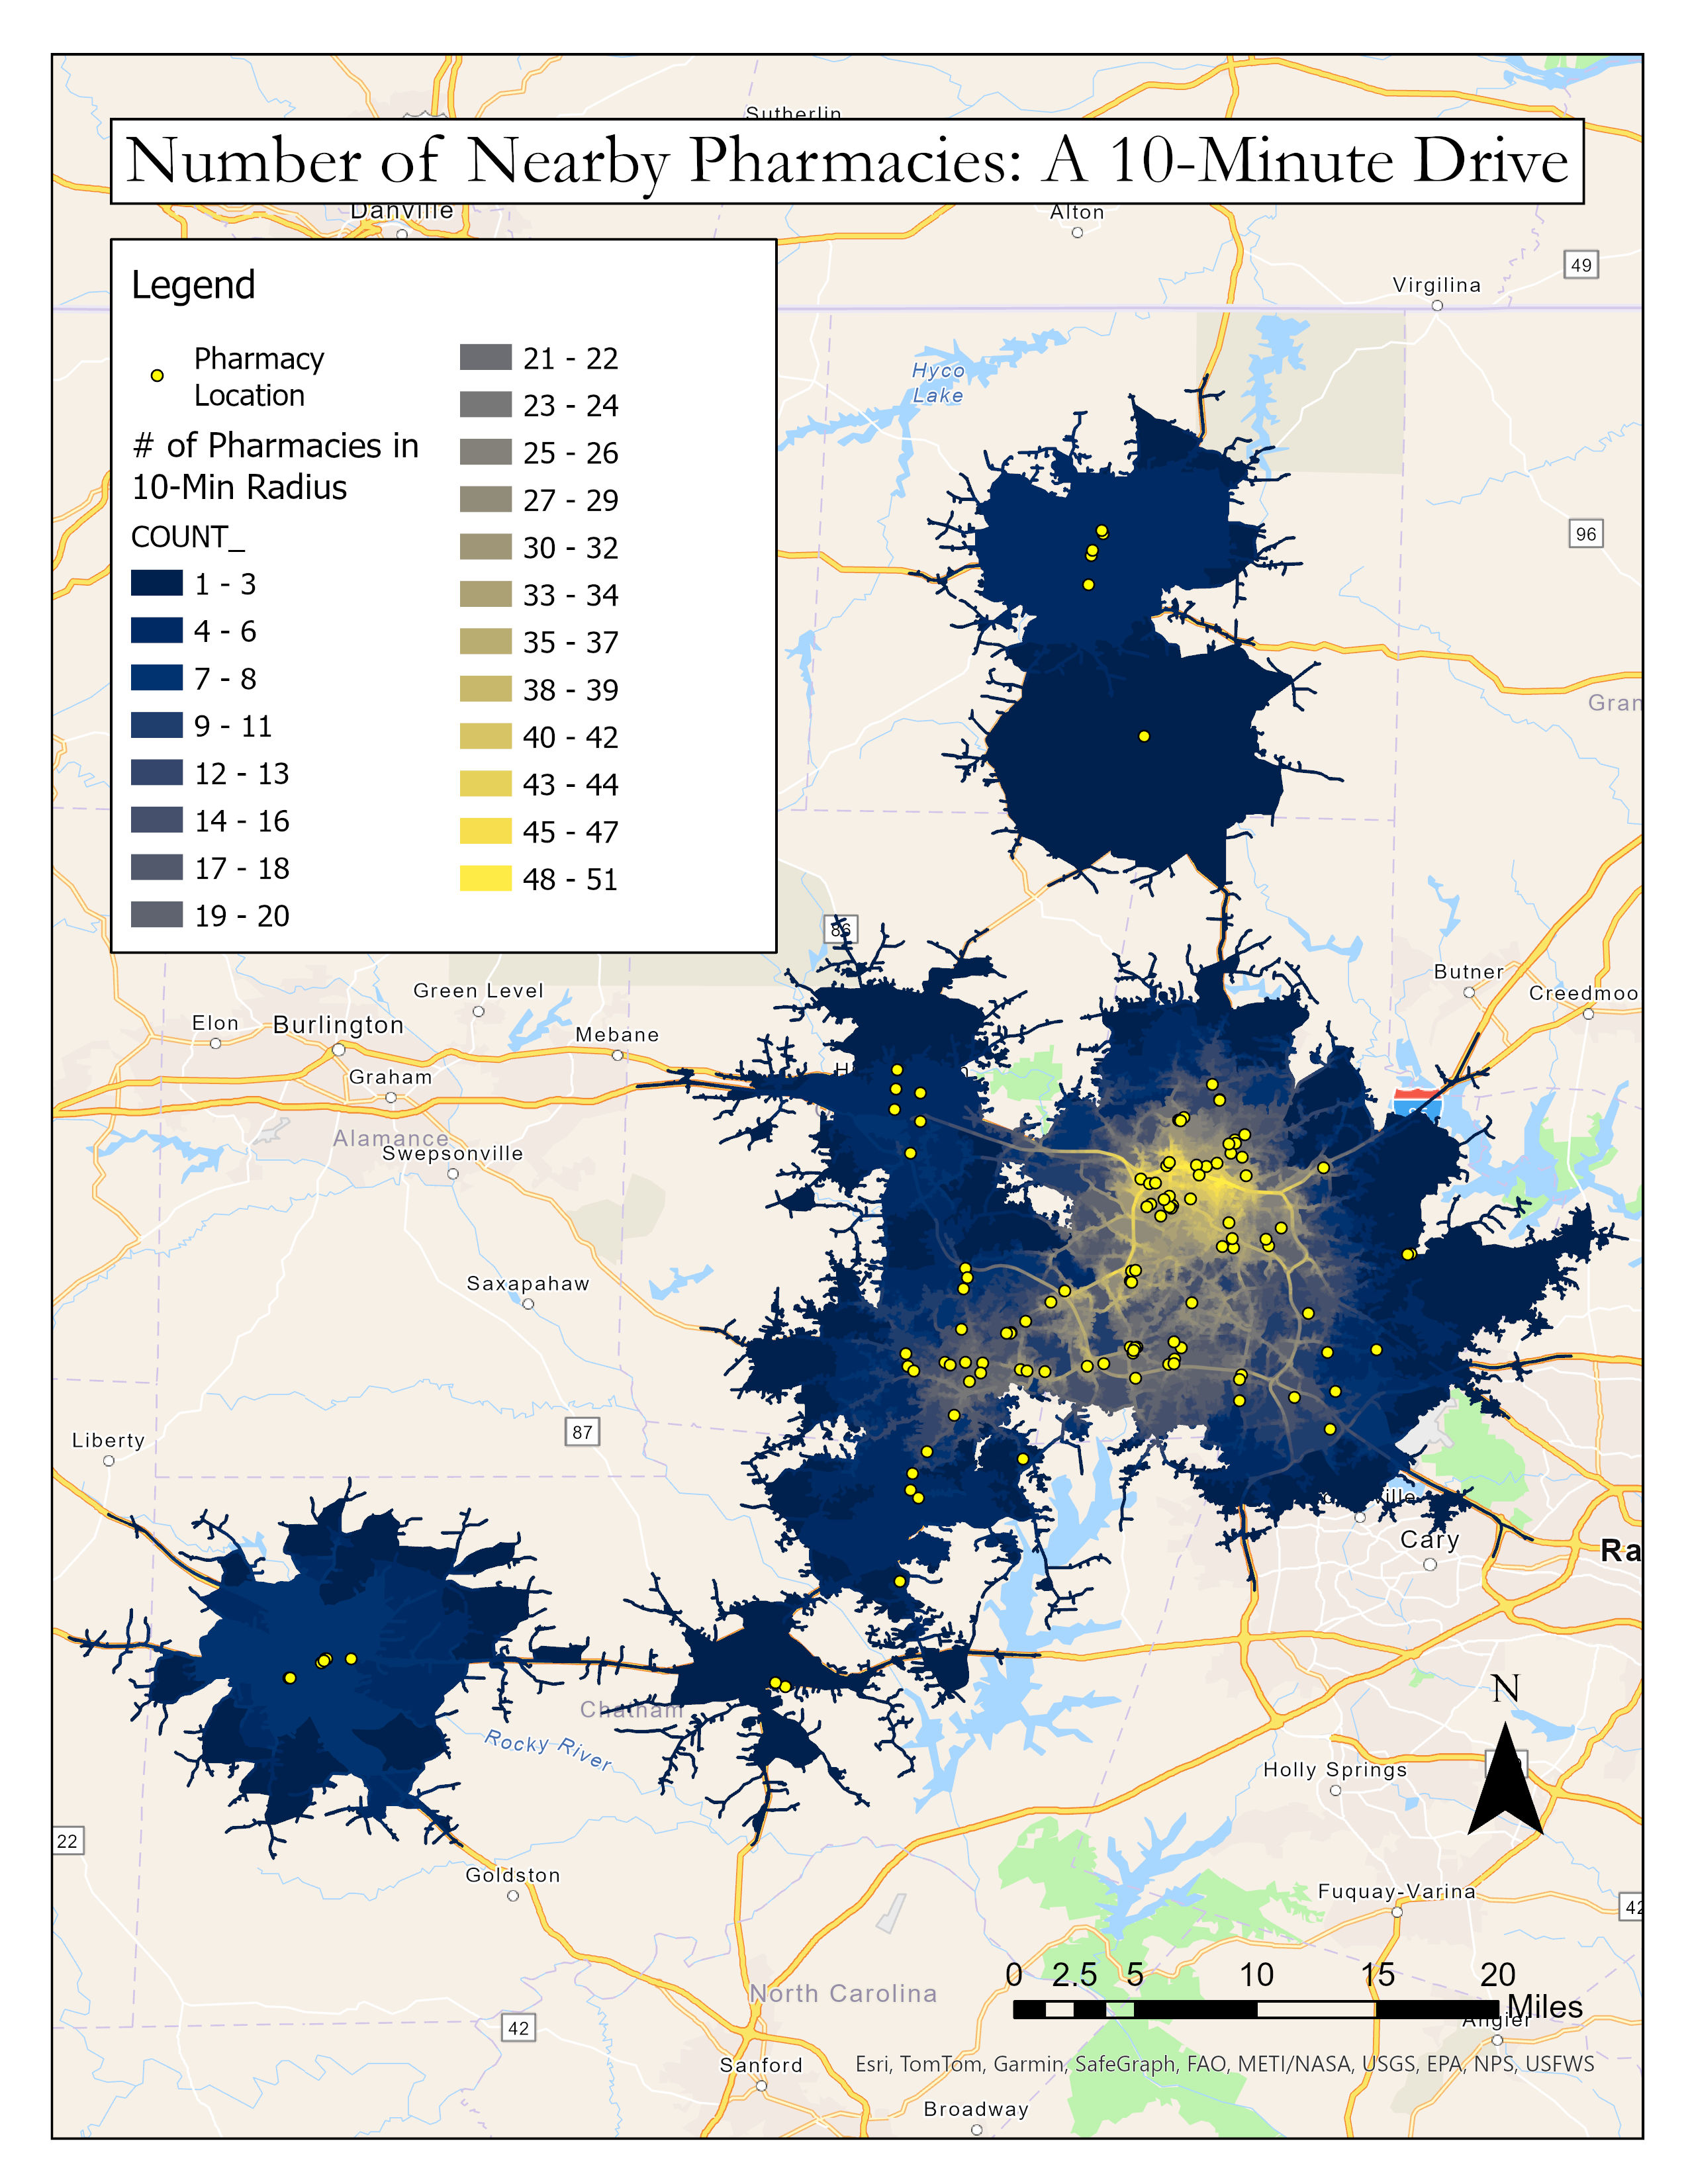 Sutherlin
Number of Nearby Pharmacies: A 10-Minute Drive
Danville
Alton
Virgilina
49
Legend
Pharmacy
Location
# of Pharmacies in
10-Min Radius
COUNT_
1 - 3
4 - 6
7 - 8
9 - 11
12 - 13
14 - 16
17 - 18
19 - 20
21 - 22
23 - 24
25 - 26
27 - 29
30 - 32
33 - 34
35 - 37
38 - 39
40 - 42
43 - 44
45 - 47
48 - 51
Hyco
Lake
96
Gran
86
Butner
Creedmoo
Green Level
Elon
Burlington
Mebane
Graham
Alamance
Swepsonville
Saxapahaw
Liberty
87
ville
Cary
Ra
Chatham
Rocky River
N
Holly Springs
22
Goldston
Fuquay-Varina
42
North Carolina
0 2.5 5 10 15 20
Miles
Angier
42
Sanford
Esri, TomTom, Garmin, SafeGraph, FAO, METI/NASA, USGS, EPA, NPS, USFWS
Broadway